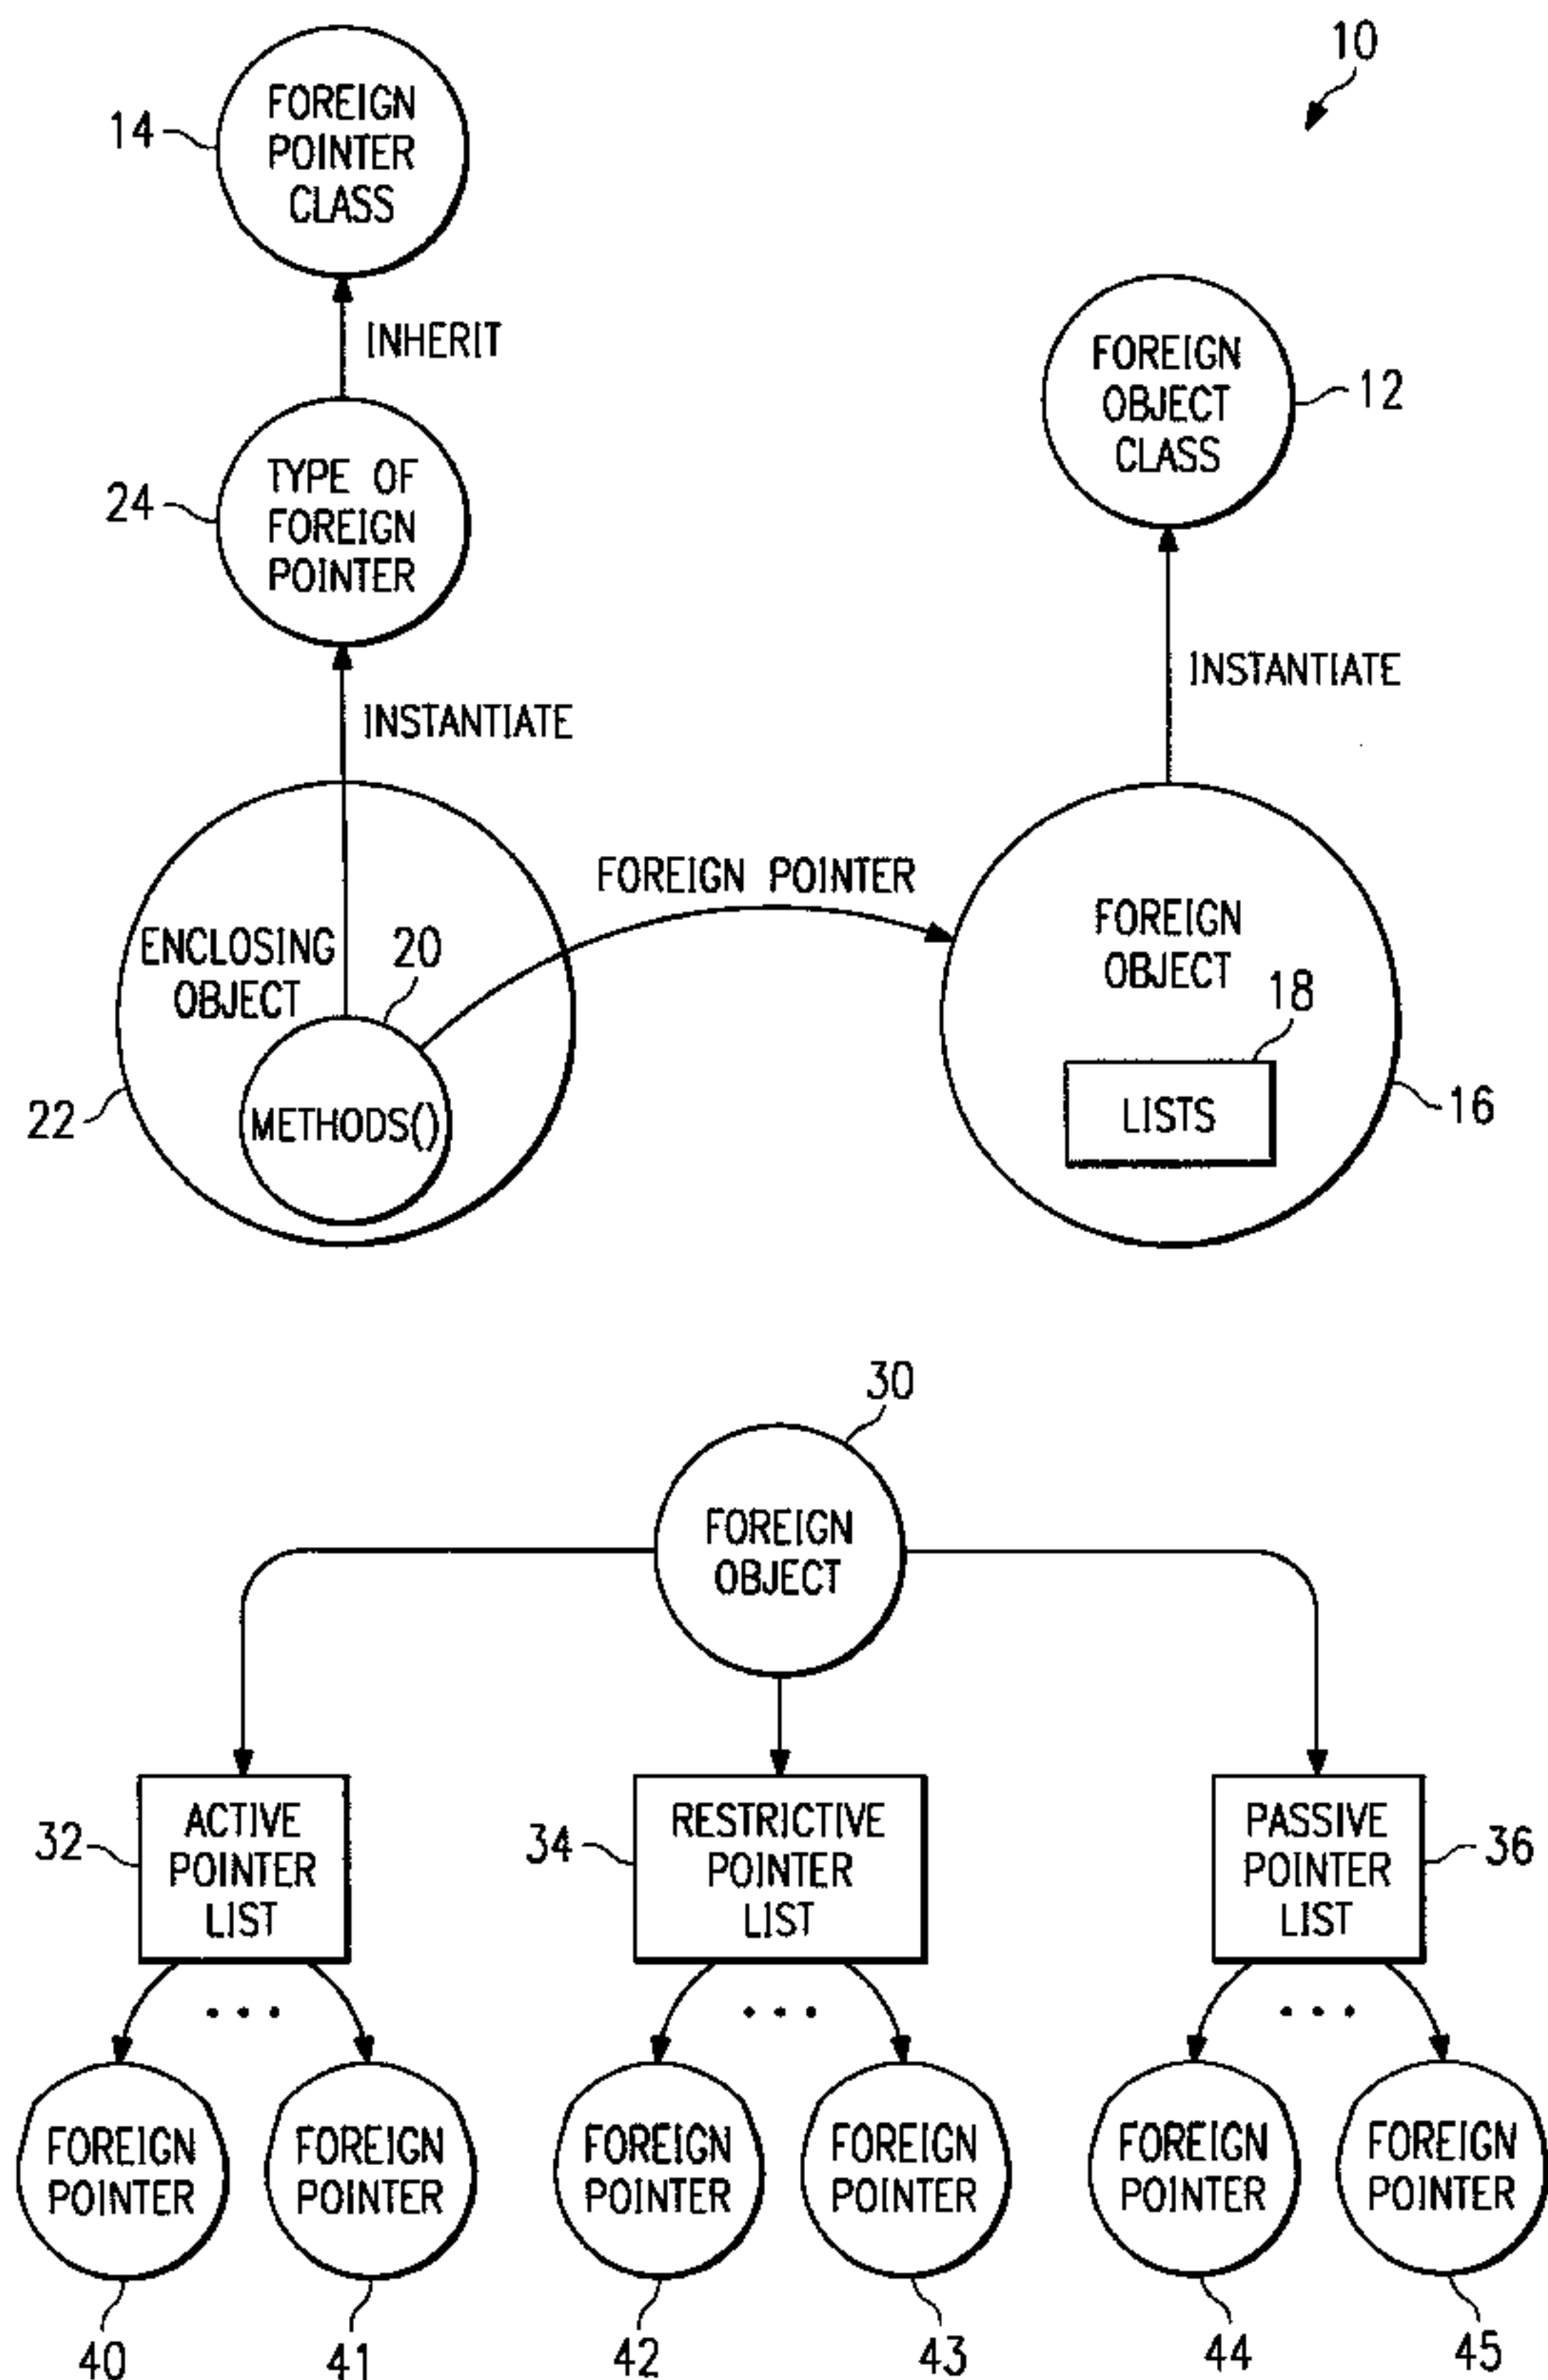 10
FOREIGN
POINTER
CLASS
14
INHERIT
FOREIGN
OBJECT
CLASS
12
TYPE OF
FOREIGN
POINTER
24
INSTANTIATE
INSTANTIATE
FOREIGN POINTER
ENCLOSING
OBJECT
20
METHODS()
22
FOREIGN
OBJECT
18
LISTS
16
30
FOREIGN
OBJECT
32
ACTIVE
POINTER
LIST
34
RESTRICTIVE
POINTER
LIST
PASSIVE
POINTER
LIST
36
• • •
• • •
• • •
FOREIGN
POINTER
FOREIGN
POINTER
FOREIGN
POINTER
FOREIGN
POINTER
FOREIGN
POINTER
FOREIGN
POINTER
40
41
42
43
44
45